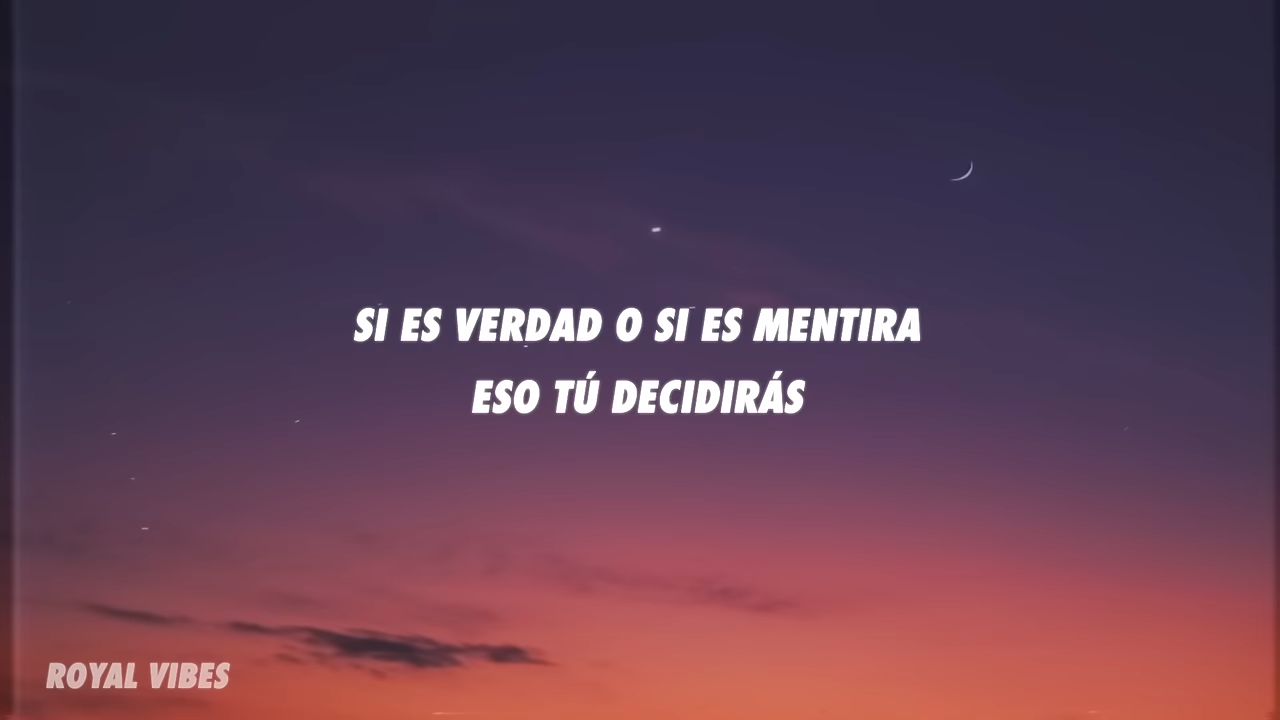 SI ES VERDAD O SI ES MENTIRA
ESO TÚ DECIDIRÁS
ROYAL VIBES